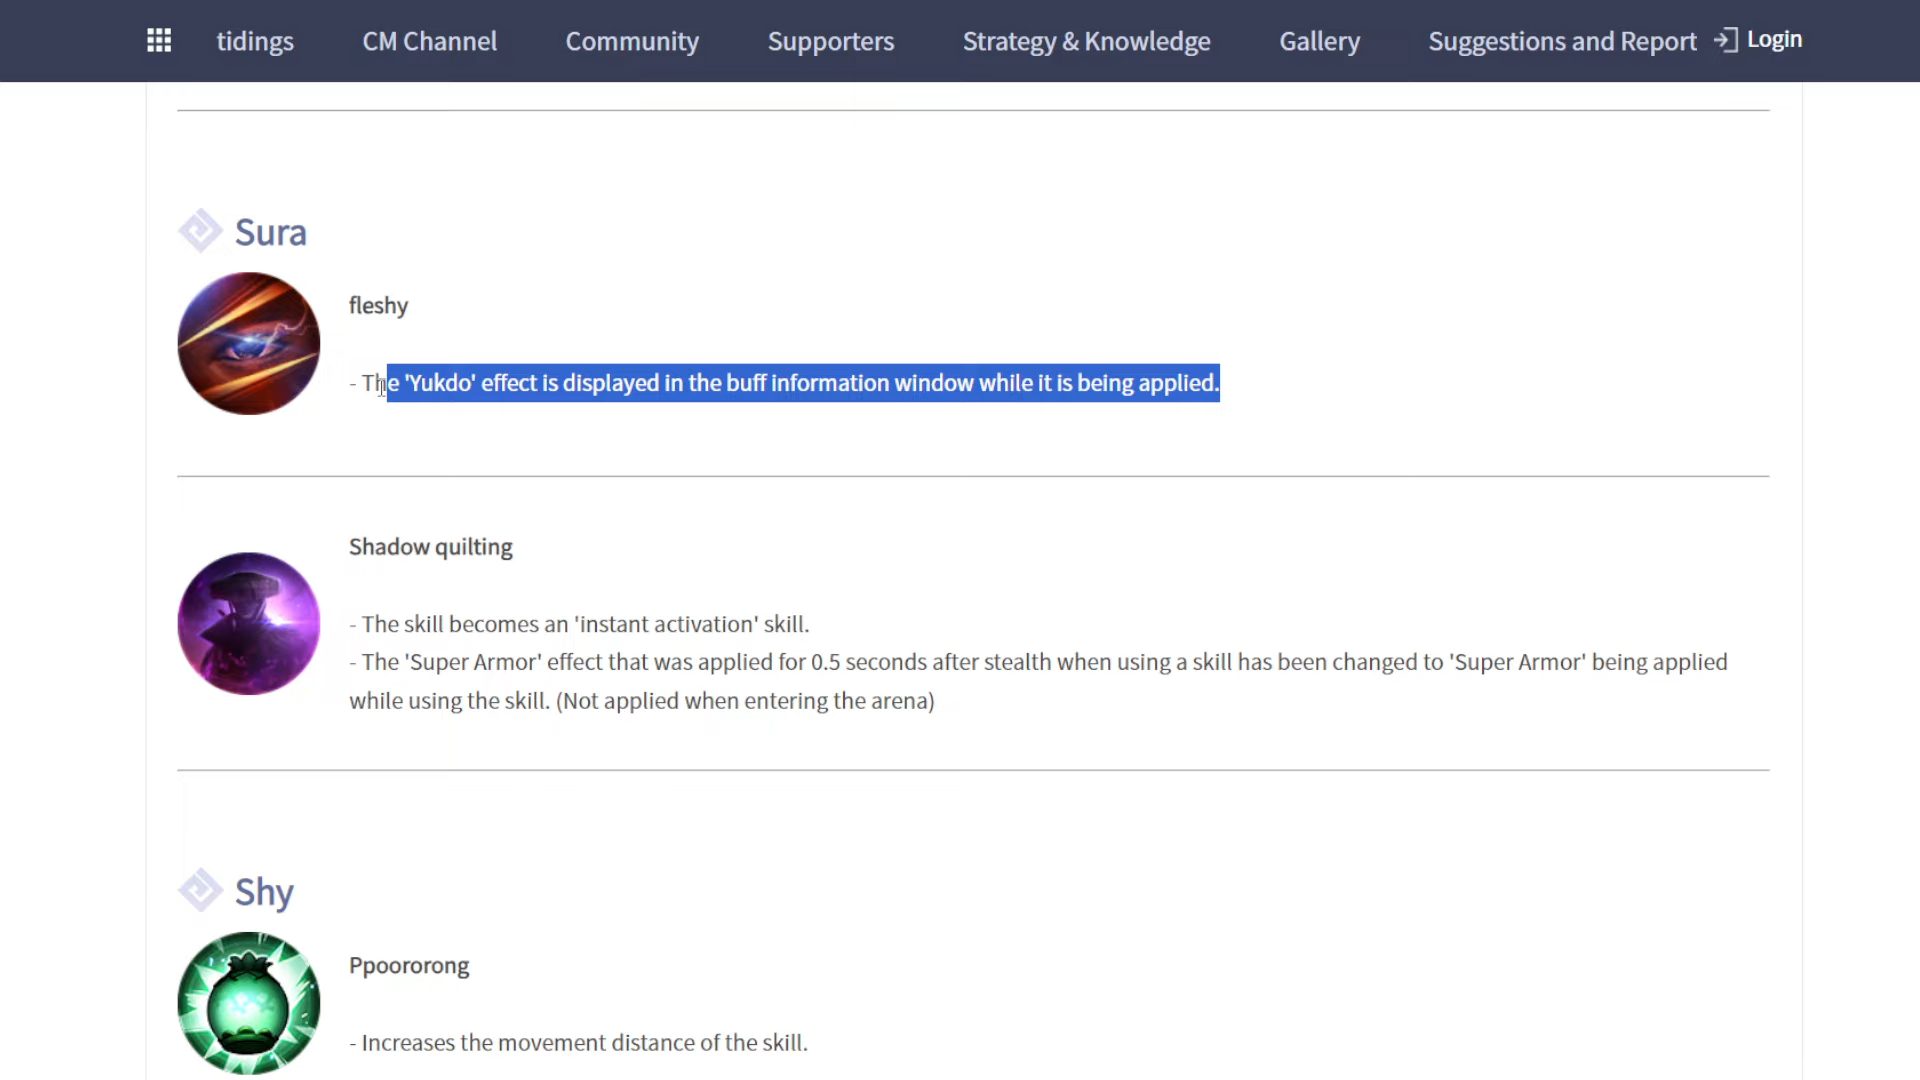 tidings CM Channel Community Supporters Strategy & Knowledge Gallery Suggestions and Report Login
Sura
fleshy
- The 'Yukdo' effect is displayed in the buff information window while it is being applied.
Shadow quilting
- The skill becomes an 'instant activation' skill.
- The 'Super Armor' effect that was applied for 0.5 seconds after stealth when using a skill has been changed to 'Super Armor' being applied
while using the skill. (Not applied when entering the arena)
Shy
Ppoororong
- Increases the movement distance of the skill.